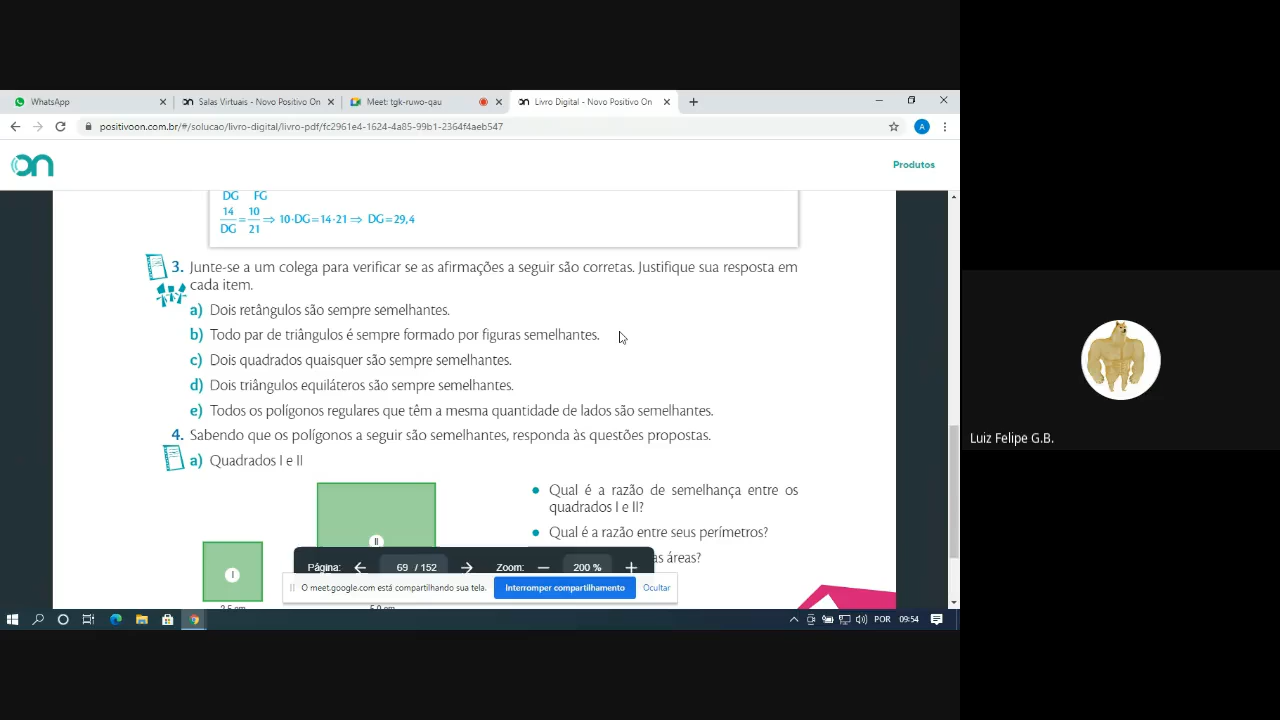 WhatsApp
Salas Virtuais - Novo Positivo On
Meet: tgk-ruwo-qau
Livro Digital - Novo Positivo On
positivoon.com.br/#/solucao/livro-digital/livro-pdf/fc2961e4-1624-4a85-99b1-2364f4aeb547
A
on
Produtos
DG FG
14 = 10 ⇒ 10·DG = 14·21 ⇒ DG = 29,4
DG 21
3. Junte-se a um colega para verificar se as afirmações a seguir são corretas. Justifique sua resposta em
cada item.
a) Dois retângulos são sempre semelhantes.
b) Todo par de triângulos é sempre formado por figuras semelhantes.
c) Dois quadrados quaisquer são sempre semelhantes.
d) Dois triângulos equiláteros são sempre semelhantes.
e) Todos os polígonos regulares que têm a mesma quantidade de lados são semelhantes.
4. Sabendo que os polígonos a seguir são semelhantes, responda às questões propostas.
a) Quadrados I e II
• Qual é a razão de semelhança entre os
quadrados I e II?
• Qual é a razão entre seus perímetros?
as áreas?
II
I
Página: 69 / 152 Zoom: 200 %
O meet.google.com está compartilhando sua tela. Interromper compartilhamento Ocultar
POR 09:54
Luiz Felipe G.B.